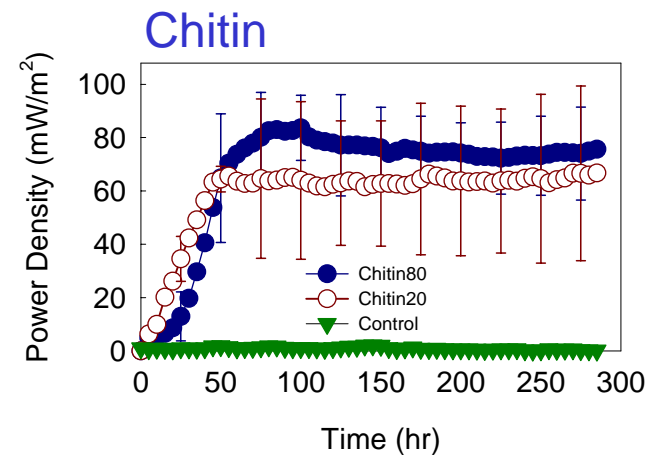 Chitin
Power Density (mW/m²)
100
80
60
40
20
0
Chitin80
Chitin20
Control
0 50 100 150 200 250 300
Time (hr)